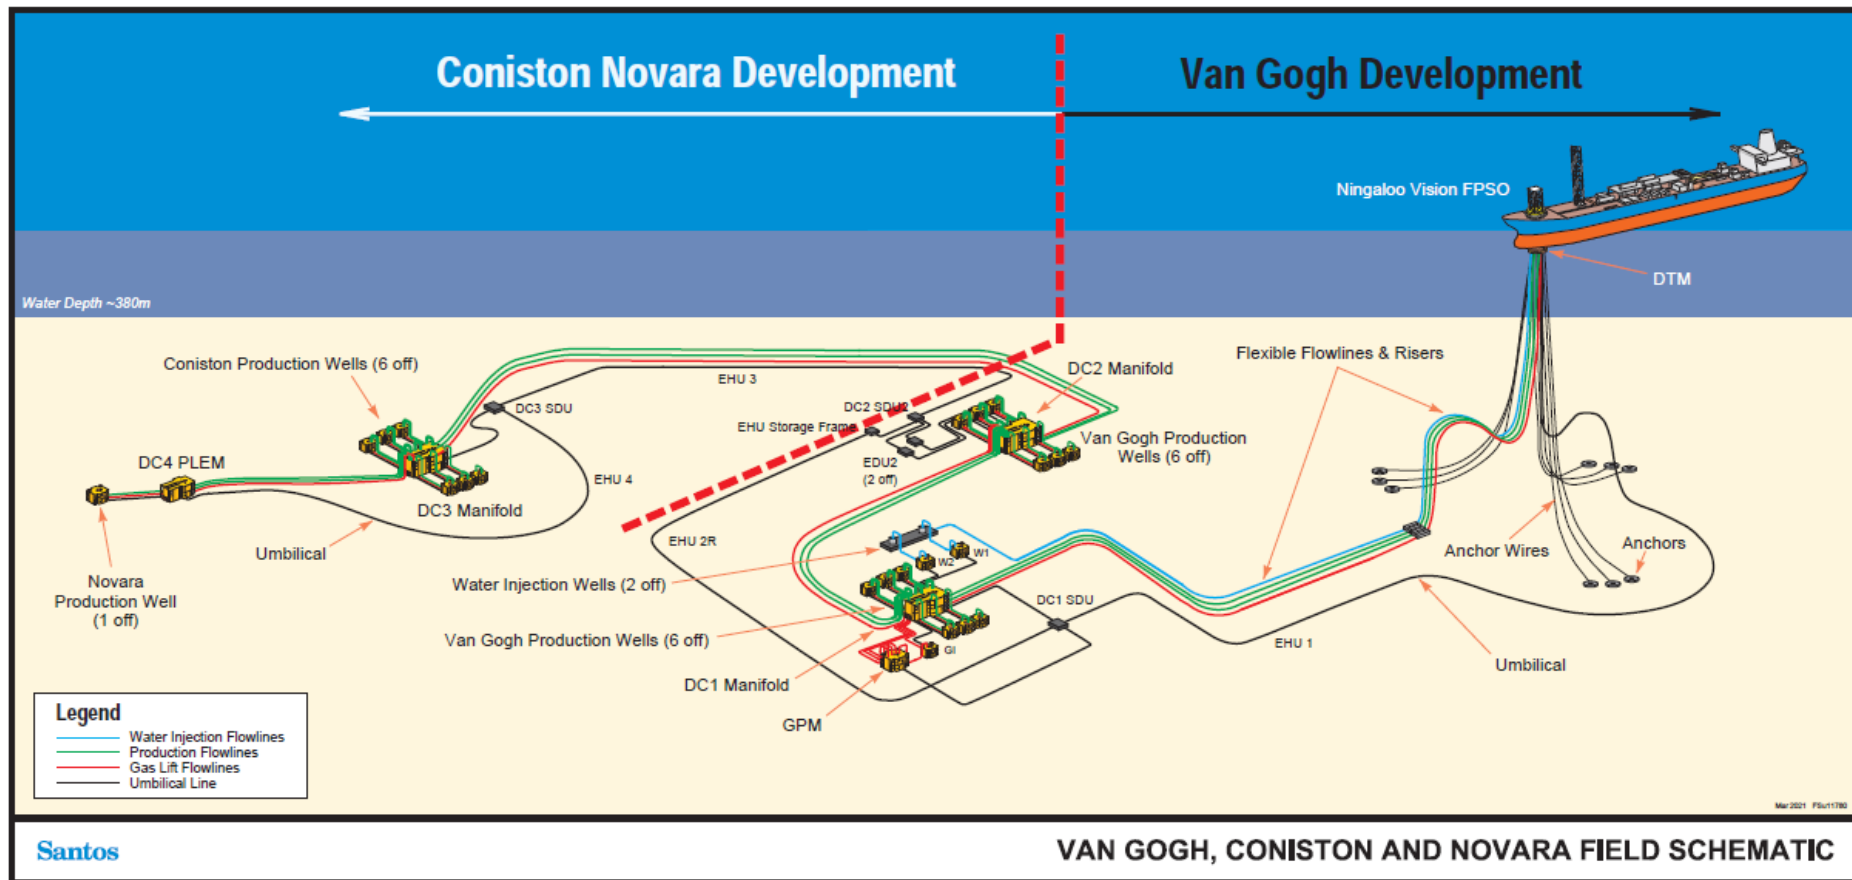 Coniston Novara Development
Van Gogh Development
Ningaloo Vision FPSO
DTM
Water Depth ~380m
Coniston Production Wells (6 off)
EHU 3
DC3 SDU
DC2 SDU2
EHU Storage Frame
DC2 Manifold
Flexible Flowlines & Risers
Van Gogh Production
Wells (6 off)
EDU2
(2 off)
DC4 PLEM
EHU 4
DC3 Manifold
Umbilical
EHU 2R
W1
W2
Anchor Wires
Anchors
Novara
Production Well
(1 off)
Water Injection Wells (2 off)
DC1 SDU
Van Gogh Production Wells (6 off)
GI
EHU 1
Umbilical
DC1 Manifold
GPM
Legend
Water Injection Flowlines
Production Flowlines
Gas Lift Flowlines
Umbilical Line
Mar 2021 FSu11780
Santos
VAN GOGH, CONISTON AND NOVARA FIELD SCHEMATIC